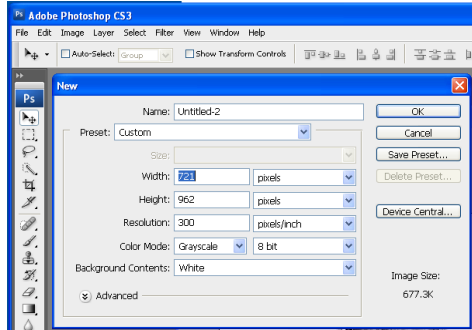 Ps Adobe Photoshop CS3
File Edit Image Layer Select Filter View Window Help
Auto-Select: Group Show Transform Controls
Ps
New
Name: Untitled-2 OK
Preset: Custom Cancel
Size: Save Preset...
Width: 721 pixels Delete Preset...
Height: 962 pixels
Resolution: 300 pixels/inch Device Central...
Color Mode: Grayscale 8 bit
Background Contents: White
Image Size:
Advanced 677.3K